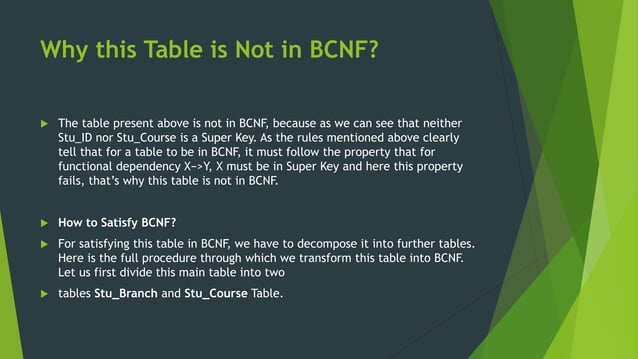 Why this Table is Not in BCNF?
The table present above is not in BCNF, because as we can see that neither
Stu_ID nor Stu_Course is a Super Key. As the rules mentioned above clearly
tell that for a table to be in BCNF, it must follow the property that for
functional dependency X−>Y, X must be in Super Key and here this property
fails, that’s why this table is not in BCNF.
How to Satisfy BCNF?
For satisfying this table in BCNF, we have to decompose it into further tables.
Here is the full procedure through which we transform this table into BCNF.
Let us first divide this main table into two
tables Stu_Branch and Stu_Course Table.